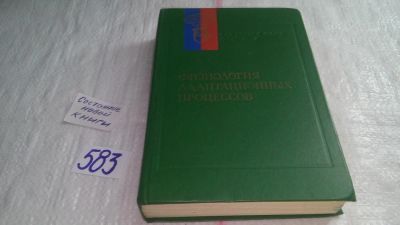 ФИЗИОЛОГИЯ
АДАПТАЦИОННЫХ
ПРОЦЕССОВ
Состояние
новой
книги
583